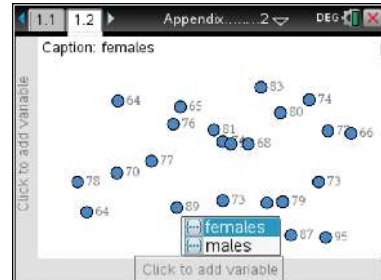 1.1 1.2 Appendix……..2 DEG
Caption: females
Click to add variable
83
64 65 74
76 80
81 77 66
68
77
70
78 73
73 79
64 89
females
males
87 95
Click to add variable